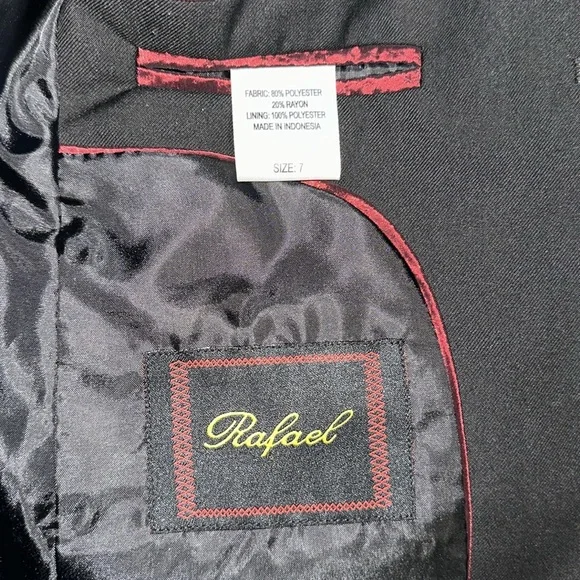 FABRIC: 80% POLYESTER
20% RAYON
LINING: 100% POLYESTER
MADE IN INDONESIA
SIZE: 7
Rafael